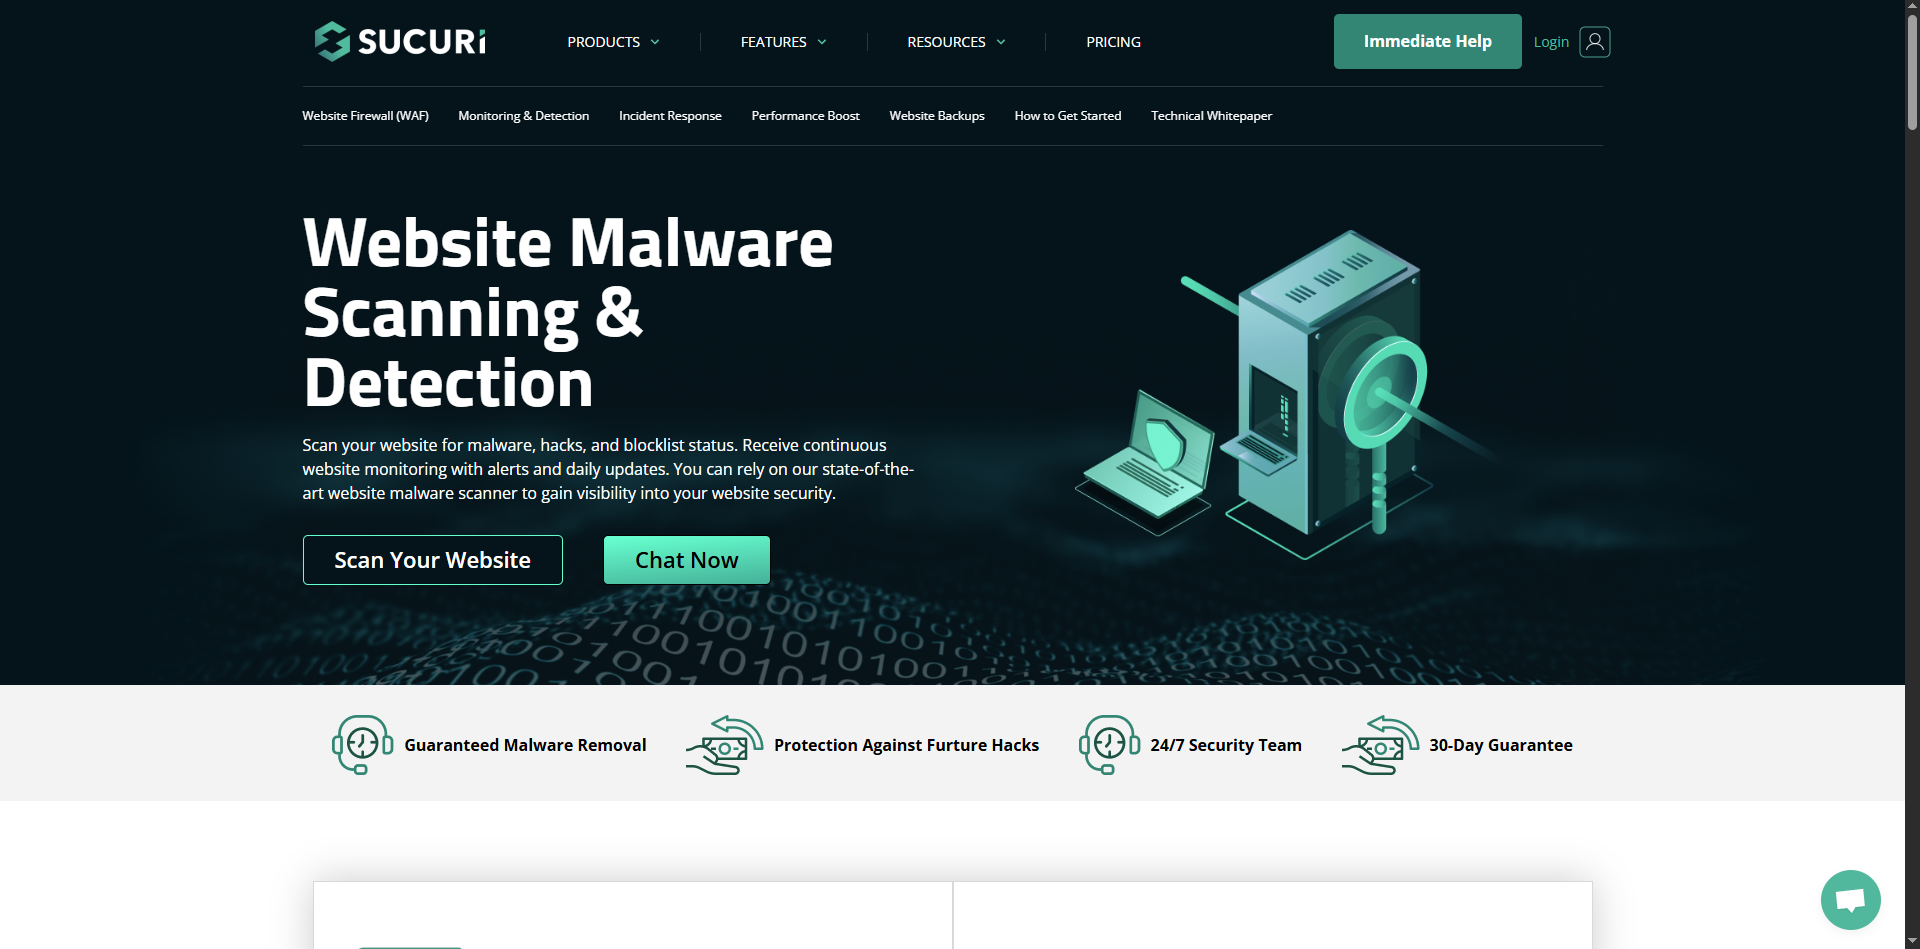 SUCURi
PRODUCTS
FEATURES
RESOURCES
PRICING
Immediate Help
Login
Website Firewall (WAF)
Monitoring & Detection
Incident Response
Performance Boost
Website Backups
How to Get Started
Technical Whitepaper
Website Malware
Scanning &
Detection
Scan your website for malware, hacks, and blocklist status. Receive continuous
website monitoring with alerts and daily updates. You can rely on our state-of-the-
art website malware scanner to gain visibility into your website security.
Scan Your Website
Chat Now
Guaranteed Malware Removal
Protection Against Furture Hacks
24/7 Security Team
30-Day Guarantee